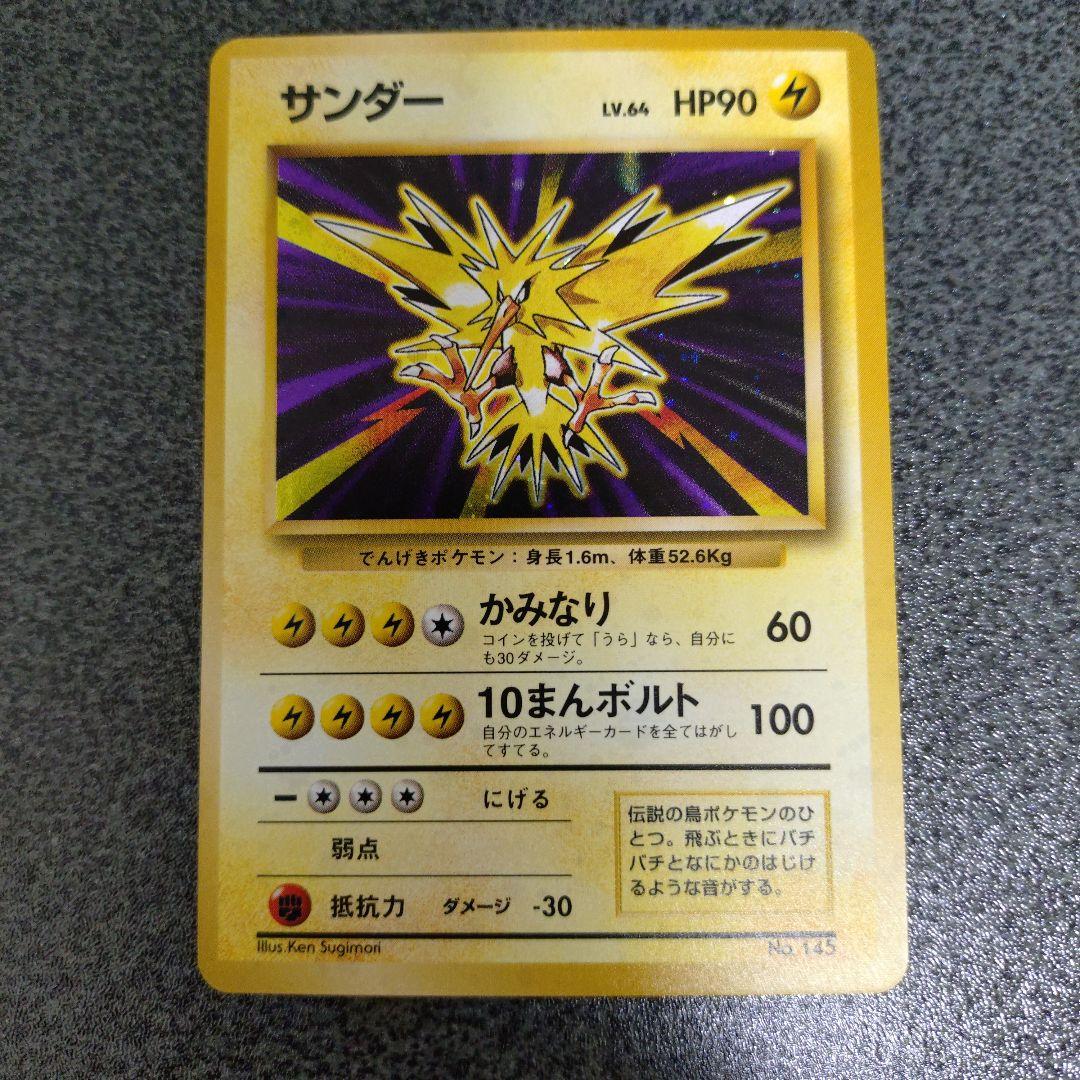 サンダー LV.64 HP90
でんげきポケモン：身長1.6m、体重52.6Kg
かみなり 60
コインを投げて「うら」なら、自分に
も30ダメージ。
10まんボルト 100
自分のエネルギーカードを全てはがし
てすてる。
にげる
弱点
抵抗力 ダメージ -30
伝説の鳥ポケモンのひ
とつ。飛ぶときにバチ
バチとなにかのはじけ
るような音がする。
Illus.Ken Sugimori No. 145